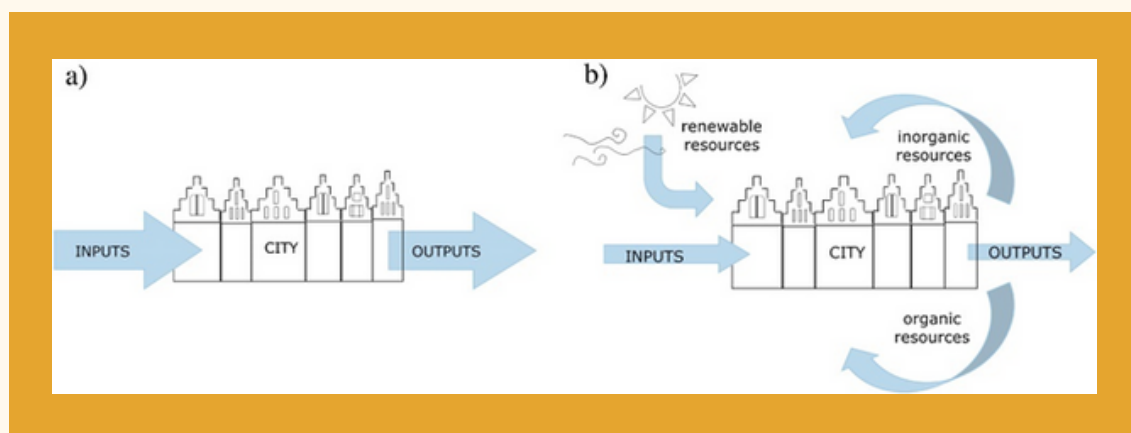 a)
INPUTS
CITY
OUTPUTS
b)
renewable
resources
inorganic
resources
INPUTS
CITY
OUTPUTS
organic
resources